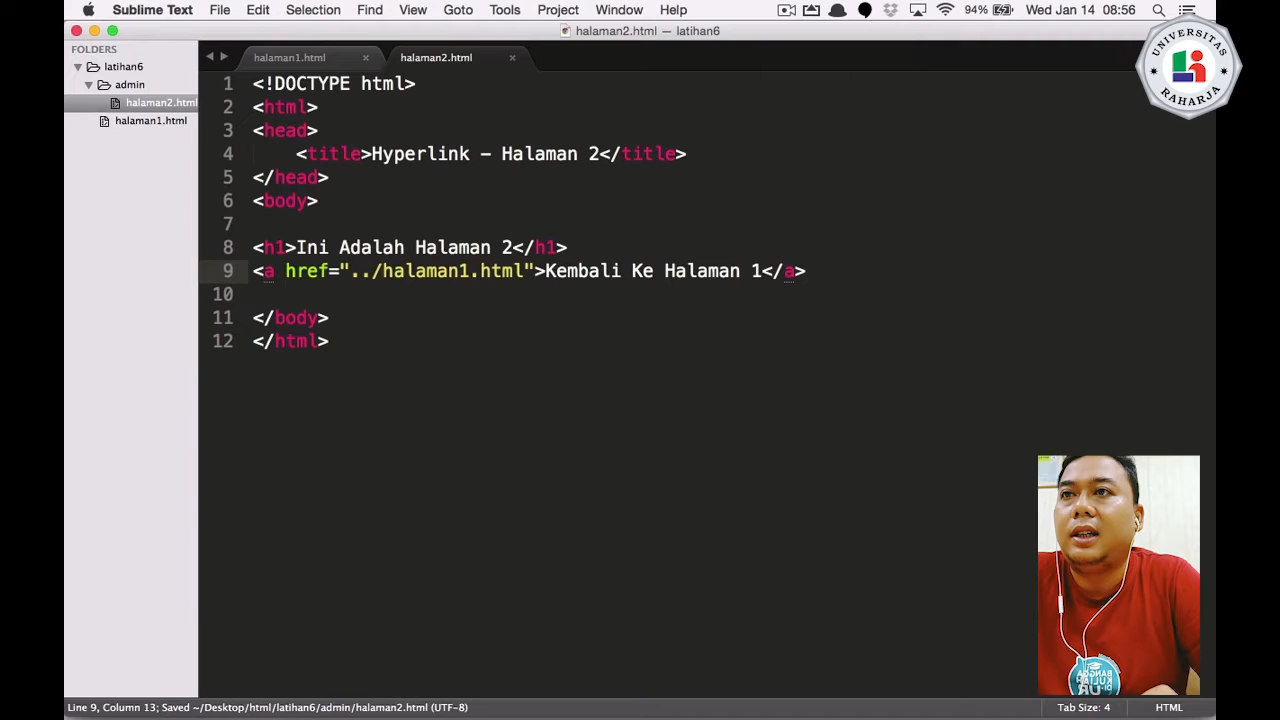 Sublime Text File Edit Selection Find View Goto Tools Project Window Help 94% Wed Jan 14 08:56
halaman2.html — latihan6
UNIVERSITAS
RAHARJA
FOLDERS
latihan6
admin
halaman2.html
halaman1.html
halaman1.html × halaman2.html ×
1 <!DOCTYPE html>
2 <html>
3 <head>
4 <title>Hyperlink - Halaman 2</title>
5 </head>
6 <body>
7
8 <h1>Ini Adalah Halaman 2</h1>
9 <a href="../halaman1.html">Kembali Ke Halaman 1</a>
10
11 </body>
12 </html>
BANGGA
KULIAH
DI
UR
Line 9, Column 13; Saved ~/Desktop/html/latihan6/admin/halaman2.html (UTF-8) Tab Size: 4 HTML